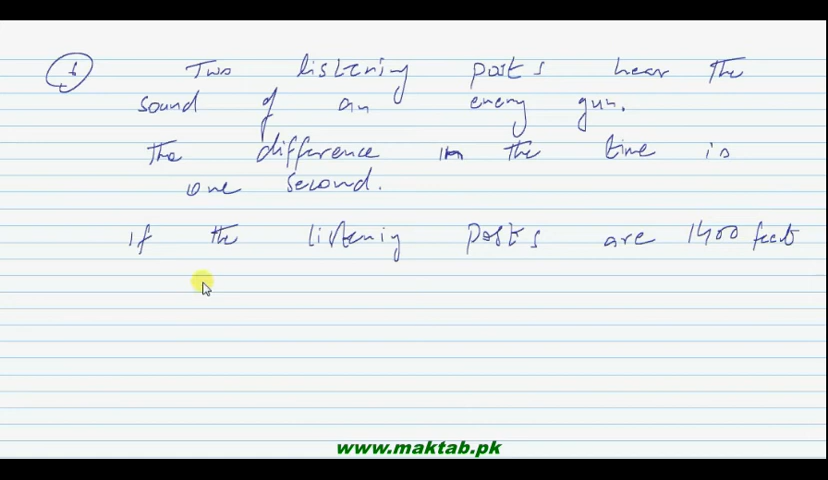 6 Two listening posts hear the
sound of an enemy gun.
The difference in the time is
one second.
If the listening posts are 1400 feet
www.maktab.pk